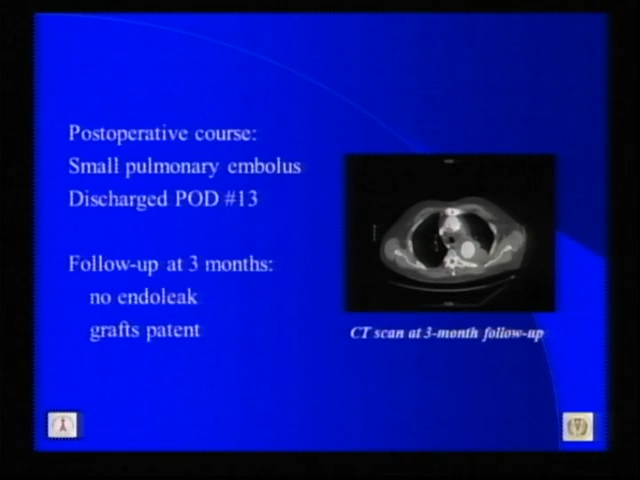 Postoperative course:
Small pulmonary embolus
Discharged POD #13
Follow-up at 3 months:
no endoleak
grafts patent
CT scan at 3-month follow-up